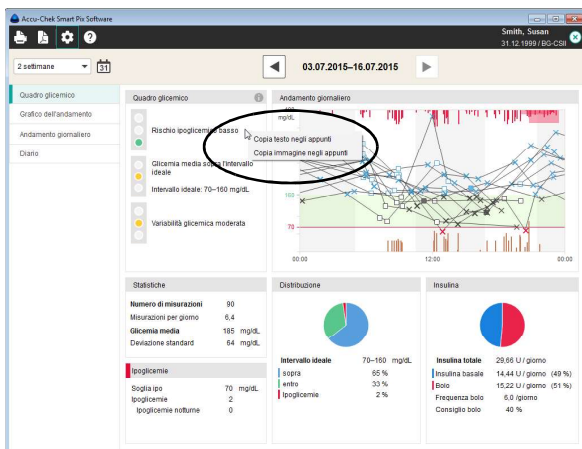 Accu-Chek Smart Pix Software
Smith, Susan
31.12.1999 / BG-CSII
2 settimane
31
03.07.2015–16.07.2015
Quadro glicemico
Grafico dell'andamento
Andamento giornaliero
Diario
Quadro glicemico
Rischio ipoglicemico basso
Glicemia media sopra l'intervallo
ideale
Intervallo ideale: 70–160 mg/dL
Variabilità glicemica moderata
Andamento giornaliero
mg/dL
Copia testo negli appunti
Copia immagine negli appunti
160
70
00:00 12:00 00:00
Statistiche
Numero di misurazioni 90
Misurazioni per giorno 6,4
Glicemia media 185 mg/dL
Deviazione standard 64 mg/dL
Ipoglicemie
Soglia ipo 70 mg/dL
Ipoglicemie 2
Ipoglicemie notturne 0
Distribuzione
Intervallo ideale 70–160 mg/dL
sopra 65 %
entro 33 %
Ipoglicemie 2 %
Insulina
Insulina totale 29,66 U / giorno
Insulina basale 14,44 U / giorno (49 %)
Bolo 15,22 U / giorno (51 %)
Frequenza bolo 6,0 /giorno
Consiglio bolo 40 %